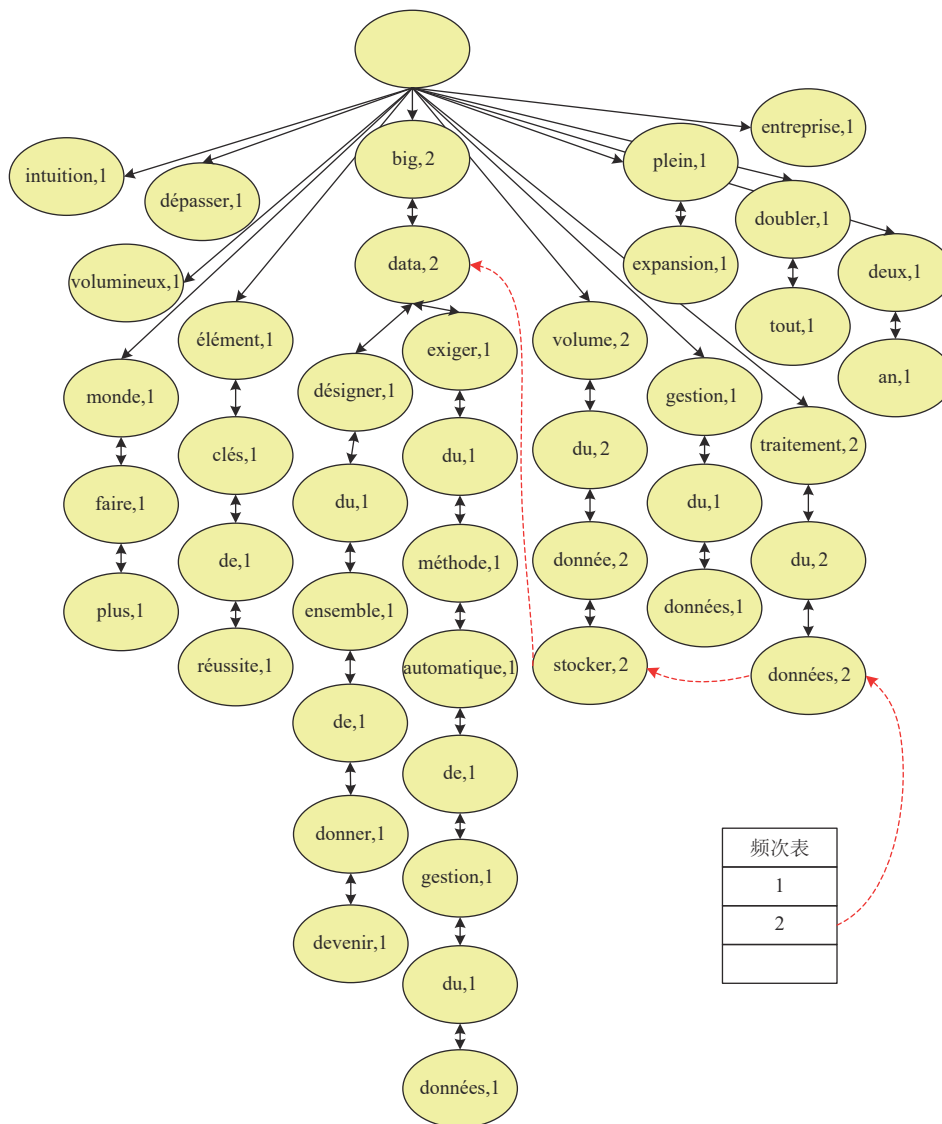 entreprise,1
big,2
plein,1
intuition,1
dépasser,1
doubler,1
data,2
expansion,1
deux,1
volumineux,1
tout,1
élément,1
exiger,1
volume,2
an,1
monde,1
désigner,1
gestion,1
clés,1
du,1
du,2
traitement,2
faire,1
du,1
du,1
de,1
méthode,1
donnée,2
du,2
plus,1
ensemble,1
données,1
réussite,1
automatique,1
stocker,2
données,2
de,1
de,1
donner,1
频次表
gestion,1
1
2
devenir,1
du,1
données,1